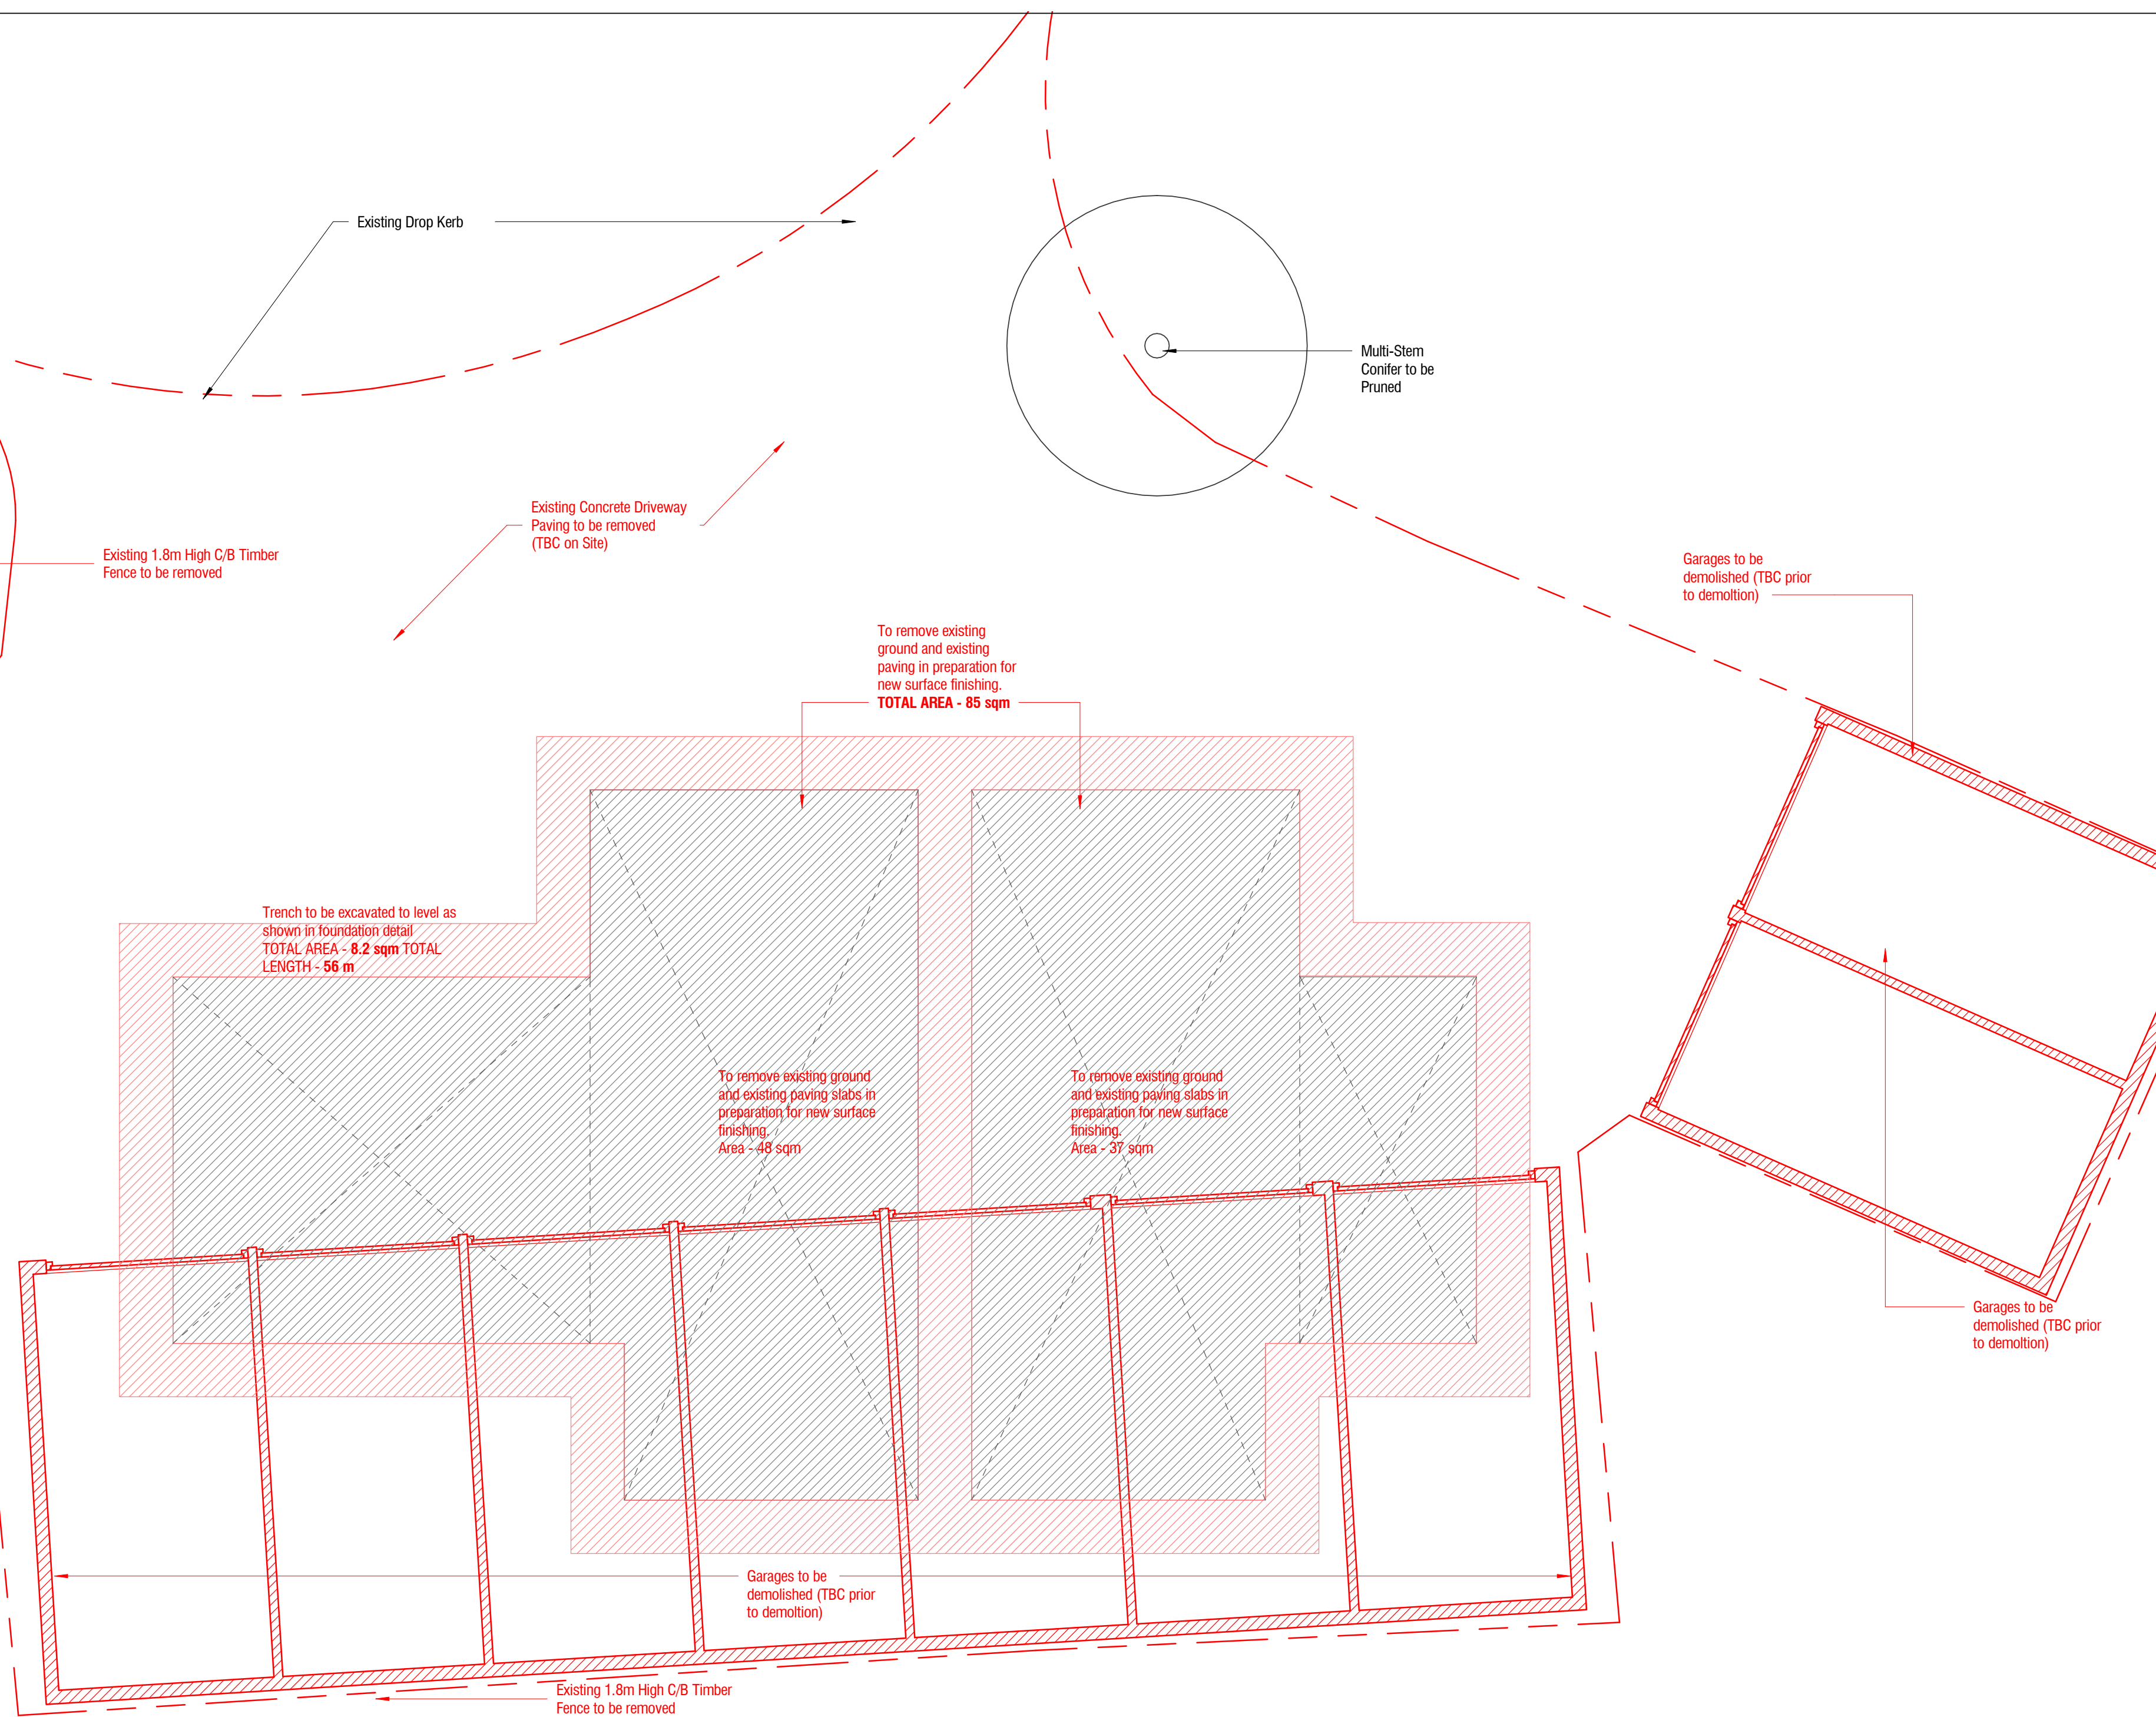 Existing Drop Kerb
Multi-Stem
Conifer to be
Pruned
Existing Concrete Driveway
Paving to be removed
(TBC on Site)
Existing 1.8m High C/B Timber
Fence to be removed
Garages to be
demolished (TBC prior
to demoltion)
To remove existing
ground and existing
paving in preparation for
new surface finishing.
TOTAL AREA - 85 sqm
Trench to be excavated to level as
shown in foundation detail
TOTAL AREA - 8.2 sqm TOTAL
LENGTH - 56 m
To remove existing ground
and existing paving slabs in
preparation for new surface
finishing.
Area - 48 sqm
To remove existing ground
and existing paving slabs in
preparation for new surface
finishing.
Area - 37 sqm
Garages to be
demolished (TBC prior
to demoltion)
Garages to be
demolished (TBC prior
to demoltion)
Existing 1.8m High C/B Timber
Fence to be removed